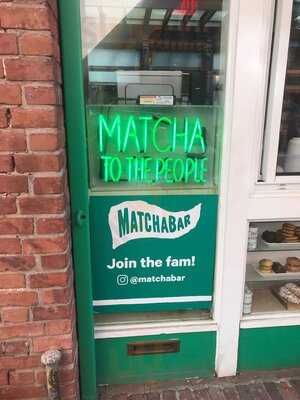 MATCHA
TO THE PEOPLE
MATCHABAR
Join the fam!
@matchabar